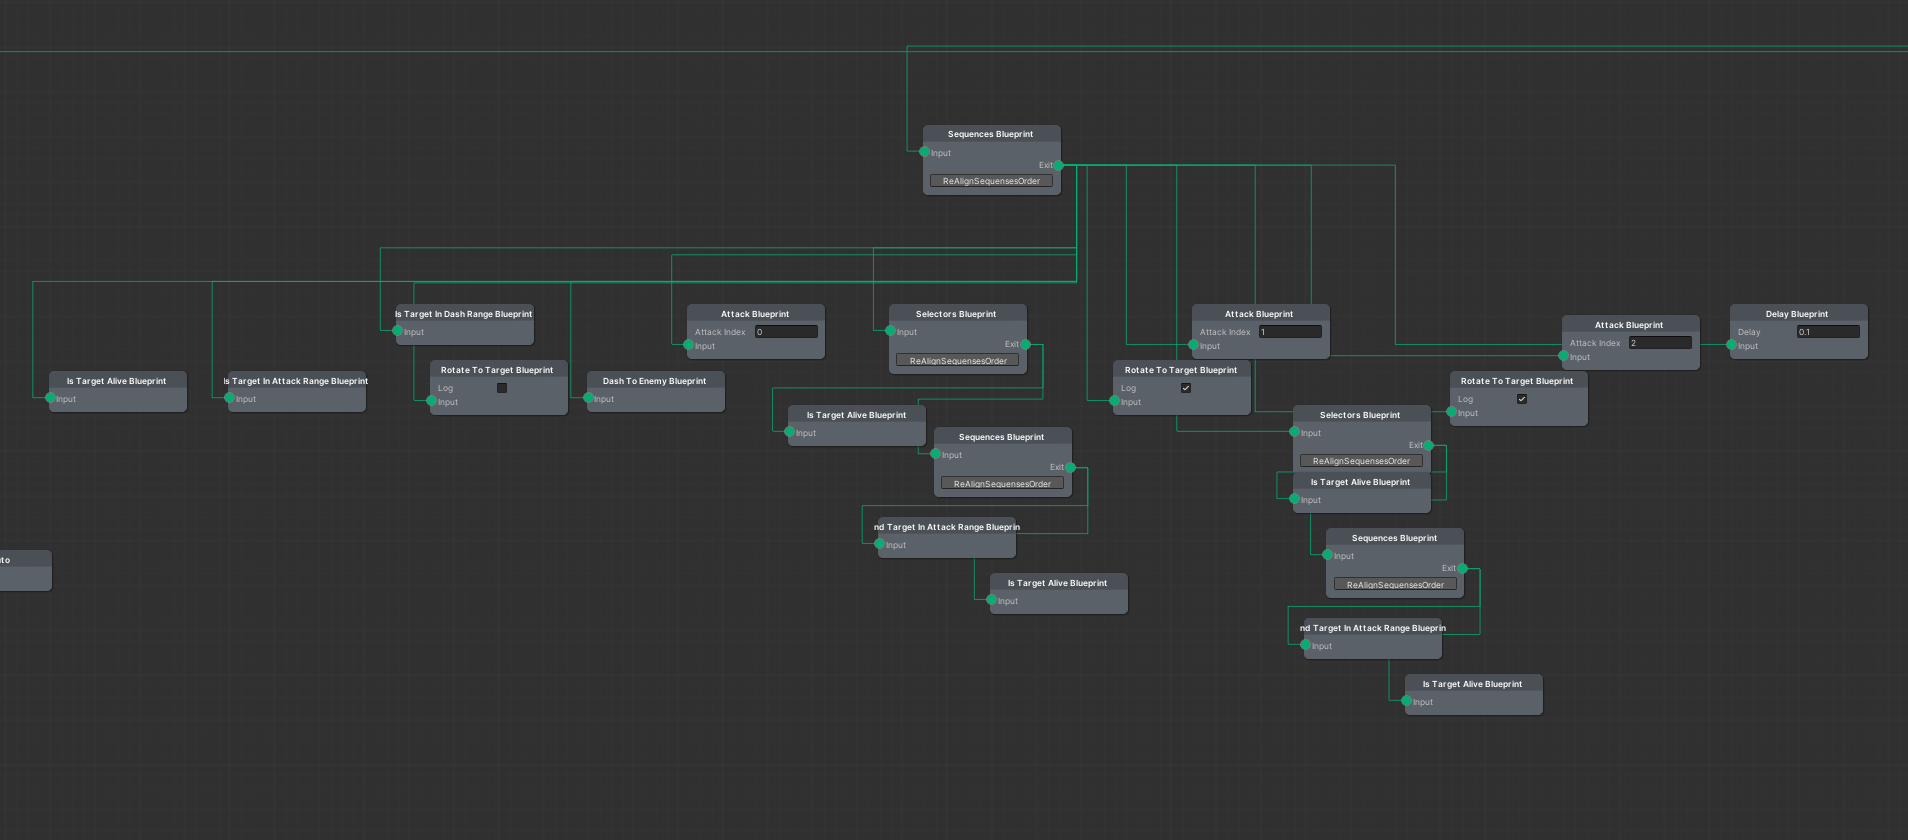 Sequences Blueprint
Input
Exit
ReAlignSequensesOrder
Is Target In Dash Range Blueprint
Input
Attack Blueprint
Attack Index 0
Input
Selectors Blueprint
Input
Exit
ReAlignSequensesOrder
Attack Blueprint
Attack Index 1
Input
Attack Blueprint
Attack Index 2
Input
Delay Blueprint
Delay 0.1
Input
Is Target Alive Blueprint
Input
Is Target In Attack Range Blueprint
Input
Rotate To Target Blueprint
Log
Input
Dash To Enemy Blueprint
Input
Rotate To Target Blueprint
Log
Input
Rotate To Target Blueprint
Log
Input
Is Target Alive Blueprint
Input
Sequences Blueprint
Input
Exit
ReAlignSequensesOrder
Selectors Blueprint
Input
Exit
ReAlignSequensesOrder
Is Target Alive Blueprint
Input
nd Target In Attack Range Blueprin
Input
Sequences Blueprint
Input
Exit
ReAlignSequensesOrder
Is Target Alive Blueprint
Input
nd Target In Attack Range Blueprin
Input
Is Target Alive Blueprint
Input